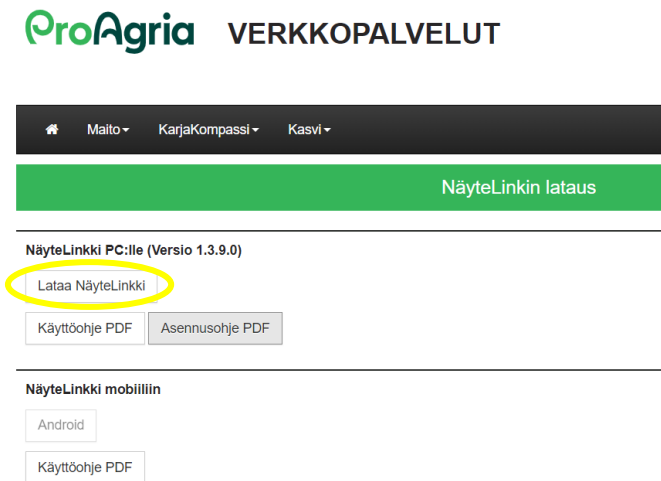 ProAgria VERKKOPALVELUT
Maito KarjaKompassi Kasvi
NäyteLinkin lataus
NäyteLinkki PC:lle (Versio 1.3.9.0)
Lataa NäyteLinkki
Käyttöohje PDF Asennusohje PDF
NäyteLinkki mobiiliin
Android
Käyttöohje PDF